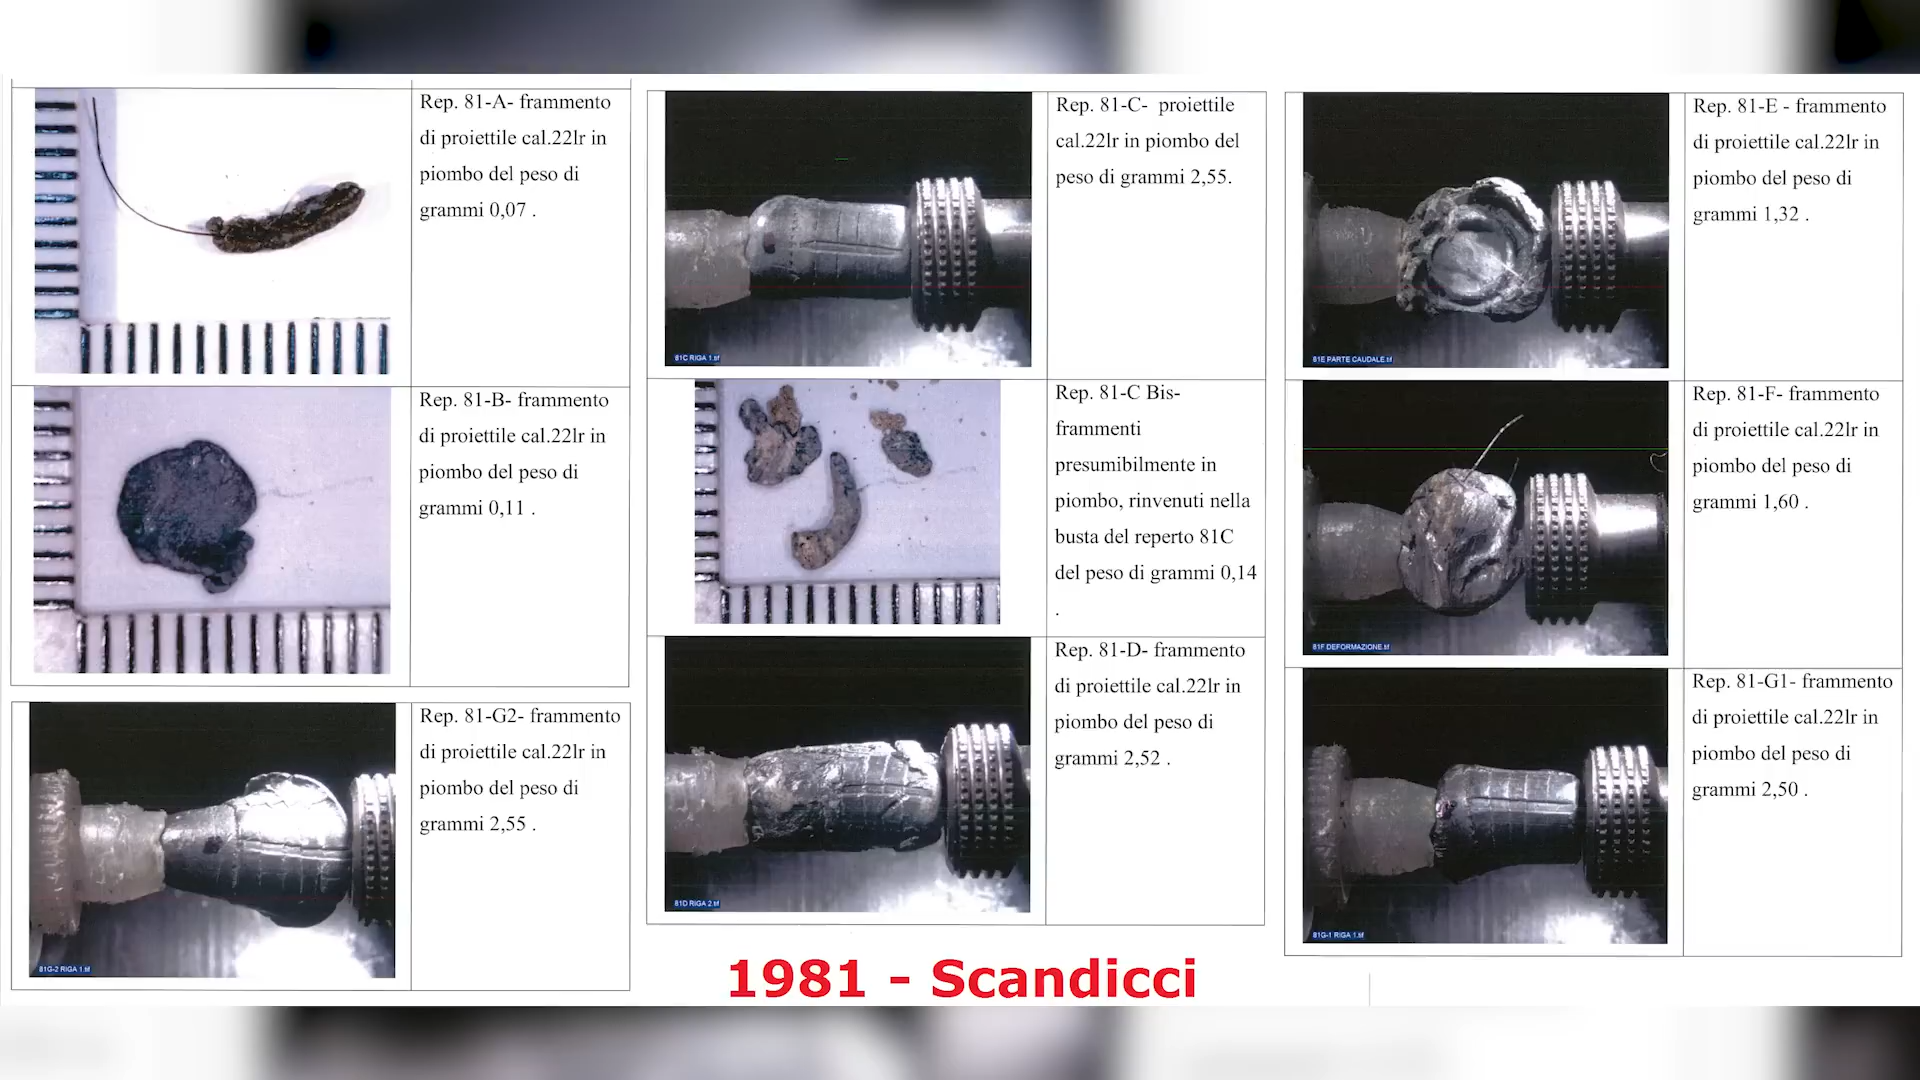 Rep. 81-A- frammento
di proiettile cal.22lr in
piombo del peso di
grammi 0,07 .
Rep. 81-B- frammento
di proiettile cal.22lr in
piombo del peso di
grammi 0,11 .
Rep. 81-G2- frammento
di proiettile cal.22lr in
piombo del peso di
grammi 2,55 .
81G-2 RIGA 1.tif
Rep. 81-C- proiettile
cal.22lr in piombo del
peso di grammi 2,55.
81C RIGA 1.tif
Rep. 81-C Bis-
frammenti
presumibilmente in
piombo, rinvenuti nella
busta del reperto 81C
del peso di grammi 0,14
.
Rep. 81-D- frammento
di proiettile cal.22lr in
piombo del peso di
grammi 2,52 .
81D RIGA 2.tif
Rep. 81-E - frammento
di proiettile cal.22lr in
piombo del peso di
grammi 1,32 .
81E PARTE CAUDALE.tif
Rep. 81-F- frammento
di proiettile cal.22lr in
piombo del peso di
grammi 1,60 .
81F DEFORMAZIONE.tif
Rep. 81-G1- frammento
di proiettile cal.22lr in
piombo del peso di
grammi 2,50 .
81G-1 RIGA 1.tif
1981 - Scandicci